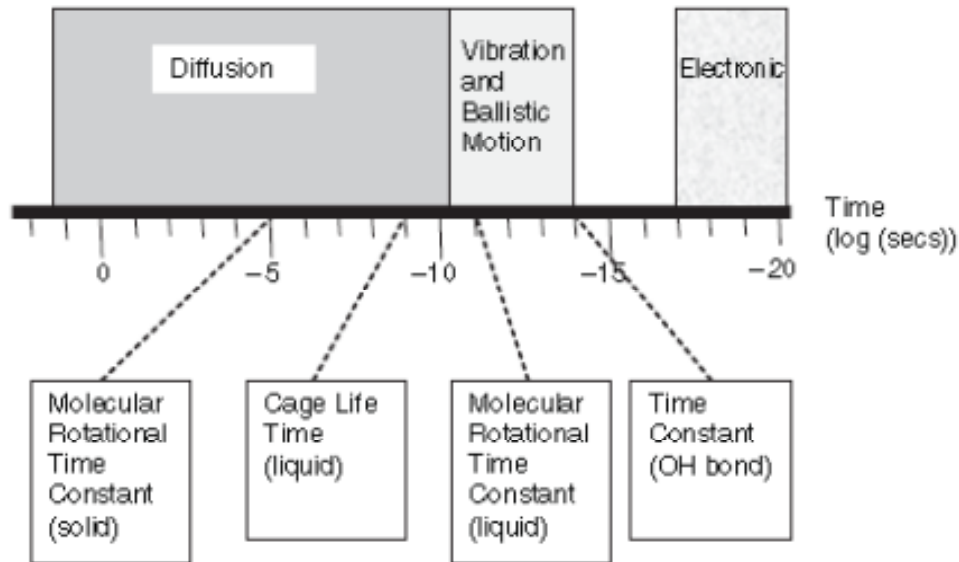 Diffusion
Vibration
and
Ballistic
Motion
Electronic
Time
(log (secs))
0
−5
−10
−15
−20
Molecular
Rotational
Time
Constant
(solid)
Cage Life
Time
(liquid)
Molecular
Rotational
Time
Constant
(liquid)
Time
Constant
(OH bond)